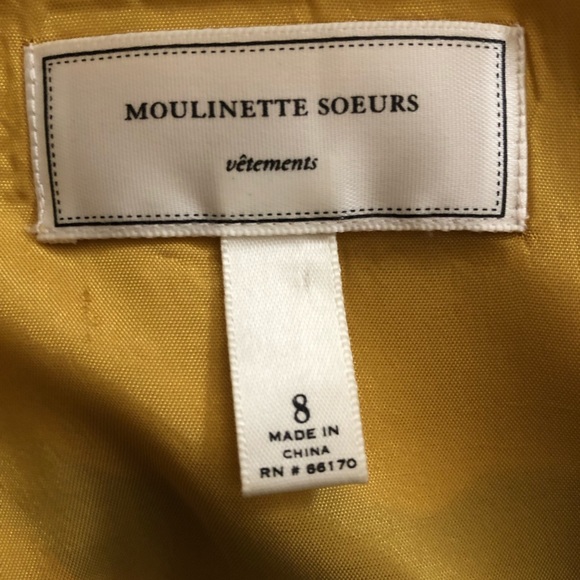 MOULINETTE SOEURS
vêtements
8
MADE IN
CHINA
RN # 66170